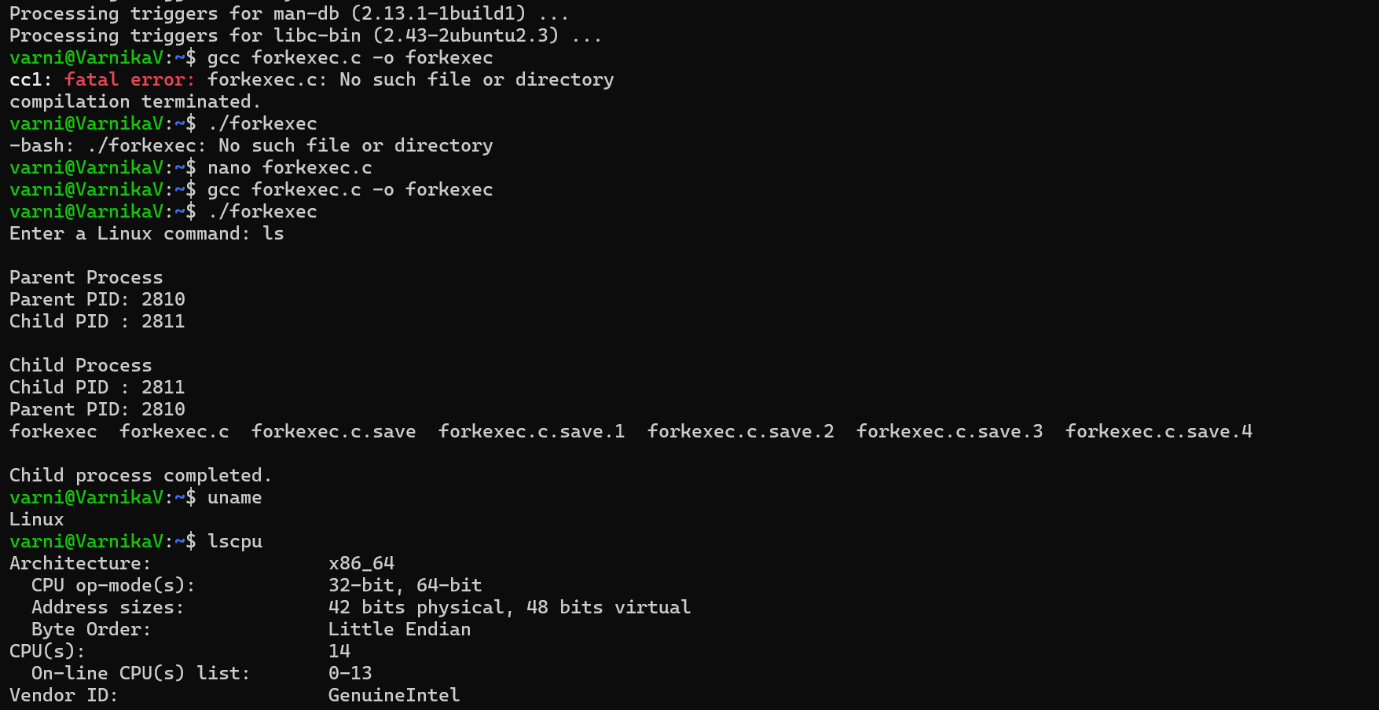 Processing triggers for man-db (2.13.1-1build1) ...
Processing triggers for libc-bin (2.43-2ubuntu2.3) ...
varni@VarnikaV:~$ gcc forkexec.c -o forkexec
cc1: fatal error: forkexec.c: No such file or directory
compilation terminated.
varni@VarnikaV:~$ ./forkexec
-bash: ./forkexec: No such file or directory
varni@VarnikaV:~$ nano forkexec.c
varni@VarnikaV:~$ gcc forkexec.c -o forkexec
varni@VarnikaV:~$ ./forkexec
Enter a Linux command: ls

Parent Process
Parent PID: 2810
Child PID : 2811

Child Process
Child PID : 2811
Parent PID: 2810
forkexec  forkexec.c  forkexec.c.save  forkexec.c.save.1  forkexec.c.save.2  forkexec.c.save.3  forkexec.c.save.4

Child process completed.
varni@VarnikaV:~$ uname
Linux
varni@VarnikaV:~$ lscpu
Architecture:                x86_64
  CPU op-mode(s):            32-bit, 64-bit
  Address sizes:             42 bits physical, 48 bits virtual
  Byte Order:                Little Endian
CPU(s):                      14
  On-line CPU(s) list:       0-13
Vendor ID:                   GenuineIntel